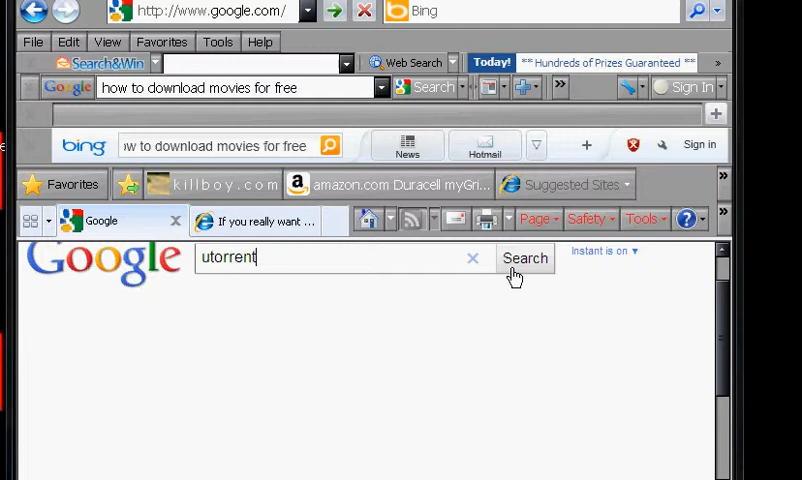 http://www.google.com/ Bing
File Edit View Favorites Tools Help
Search&Win Web Search Today! ** Hundreds of Prizes Guaranteed ** »
Google how to download movies for free Search » Sign In
bing ıw to download movies for free News Hotmail Sign in
Favorites killboy.com amazon.com Duracell myGri... Suggested Sites »
Google If you really want ... Page Safety Tools »
Google utorrent Search Instant is on ▼